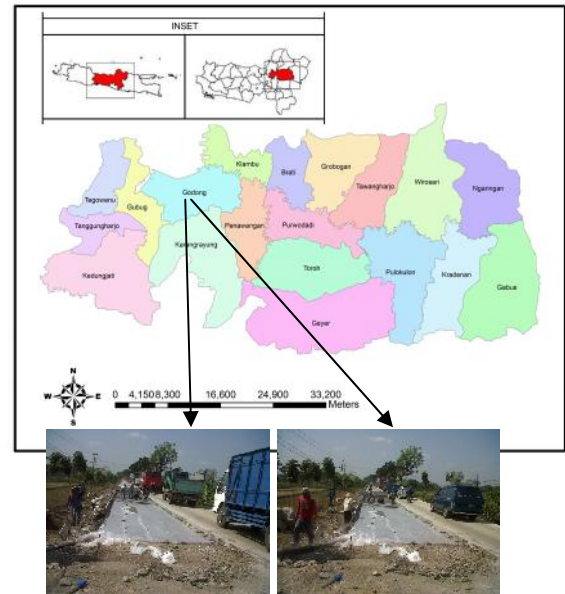 INSET
Klambu
Brati
Grobogan
Tawangharjo
Wirosari
Ngaringan
Tegowanu
Gubug
Godong
Tanggungharjo
Karangrayung
Penawangan
Purwodadi
Kedungjati
Toroh
Pulokulon
Kradenan
Gabus
Geyer
N
W E
S
0 4,150 8,300 16,600 24,900 33,200
Meters